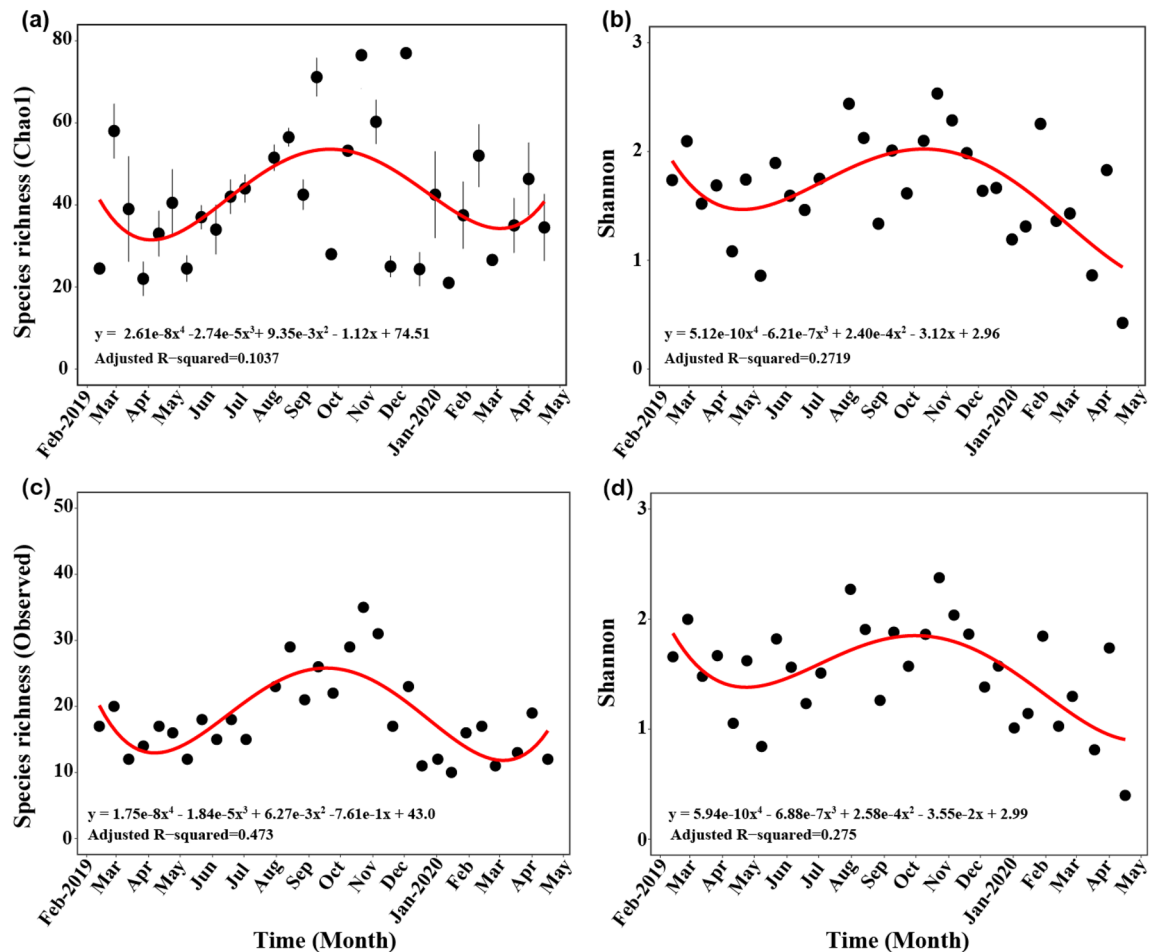 (a)
Species richness (Chao1)
80
60
40
20
0
y = 2.61e-8x⁴ -2.74e-5x³+ 9.35e-3x² - 1.12x + 74.51
Adjusted R−squared=0.1037
Feb-2019 Mar Apr May Jun Jul Aug Sep Oct Nov Dec Jan-2020 Feb Mar Apr May
(b)
Shannon
3
2
1
0
y = 5.12e-10x⁴ -6.21e-7x³ + 2.40e-4x² - 3.12x + 2.96
Adjusted R−squared=0.2719
Feb-2019 Mar Apr May Jun Jul Aug Sep Oct Nov Dec Jan-2020 Feb Mar Apr May
(c)
Species richness (Observed)
50
40
30
20
10
0
y = 1.75e-8x⁴ - 1.84e-5x³ + 6.27e-3x² -7.61e-1x + 43.0
Adjusted R−squared=0.473
Feb-2019 Mar Apr May Jun Jul Aug Sep Oct Nov Dec Jan-2020 Feb Mar Apr May
Time (Month)
(d)
Shannon
3
2
1
0
y = 5.94e-10x⁴ - 6.88e-7x³ + 2.58e-4x² - 3.55e-2x + 2.99
Adjusted R−squared=0.275
Feb-2019 Mar Apr May Jun Jul Aug Sep Oct Nov Dec Jan-2020 Feb Mar Apr May
Time (Month)